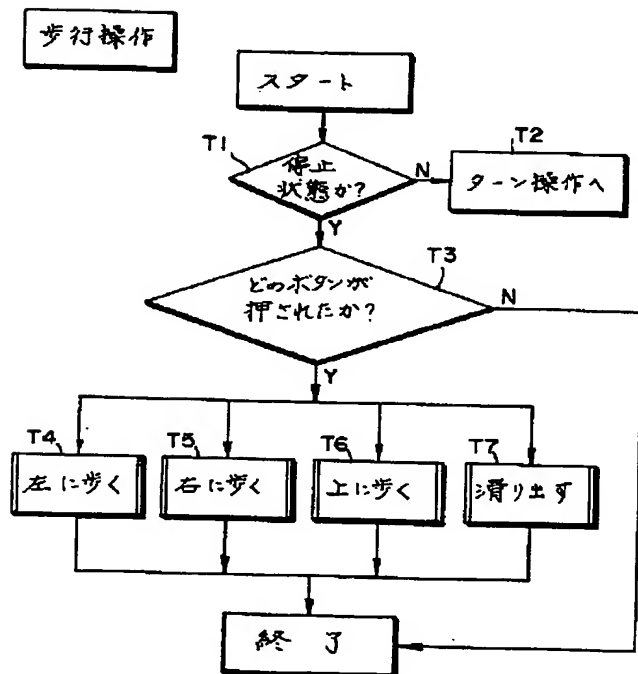 歩行操作
スタート
T1
停止
状態か?
N
T2
ターン操作へ
Y
T3
どのボタンが
押されたか?
N
Y
T4
左に歩く
T5
右に歩く
T6
上に歩く
T7
滑り出す
終了